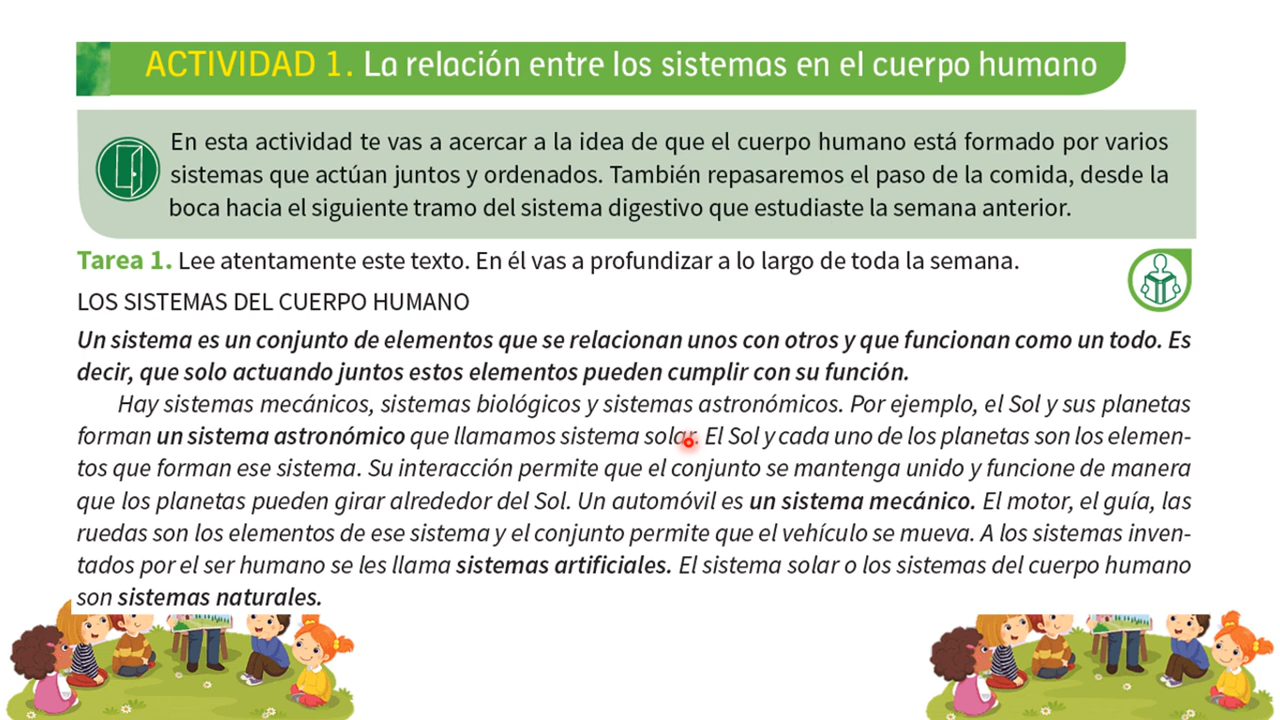 ACTIVIDAD 1. La relación entre los sistemas en el cuerpo humano
En esta actividad te vas a acercar a la idea de que el cuerpo humano está formado por varios
sistemas que actúan juntos y ordenados. También repasaremos el paso de la comida, desde la
boca hacia el siguiente tramo del sistema digestivo que estudiaste la semana anterior.
Tarea 1. Lee atentamente este texto. En él vas a profundizar a lo largo de toda la semana.
LOS SISTEMAS DEL CUERPO HUMANO
Un sistema es un conjunto de elementos que se relacionan unos con otros y que funcionan como un todo. Es
decir, que solo actuando juntos estos elementos pueden cumplir con su función.
Hay sistemas mecánicos, sistemas biológicos y sistemas astronómicos. Por ejemplo, el Sol y sus planetas
forman un sistema astronómico que llamamos sistema solar. El Sol y cada uno de los planetas son los elemen-
tos que forman ese sistema. Su interacción permite que el conjunto se mantenga unido y funcione de manera
que los planetas pueden girar alrededor del Sol. Un automóvil es un sistema mecánico. El motor, el guía, las
ruedas son los elementos de ese sistema y el conjunto permite que el vehículo se mueva. A los sistemas inven-
tados por el ser humano se les llama sistemas artificiales. El sistema solar o los sistemas del cuerpo humano
son sistemas naturales.